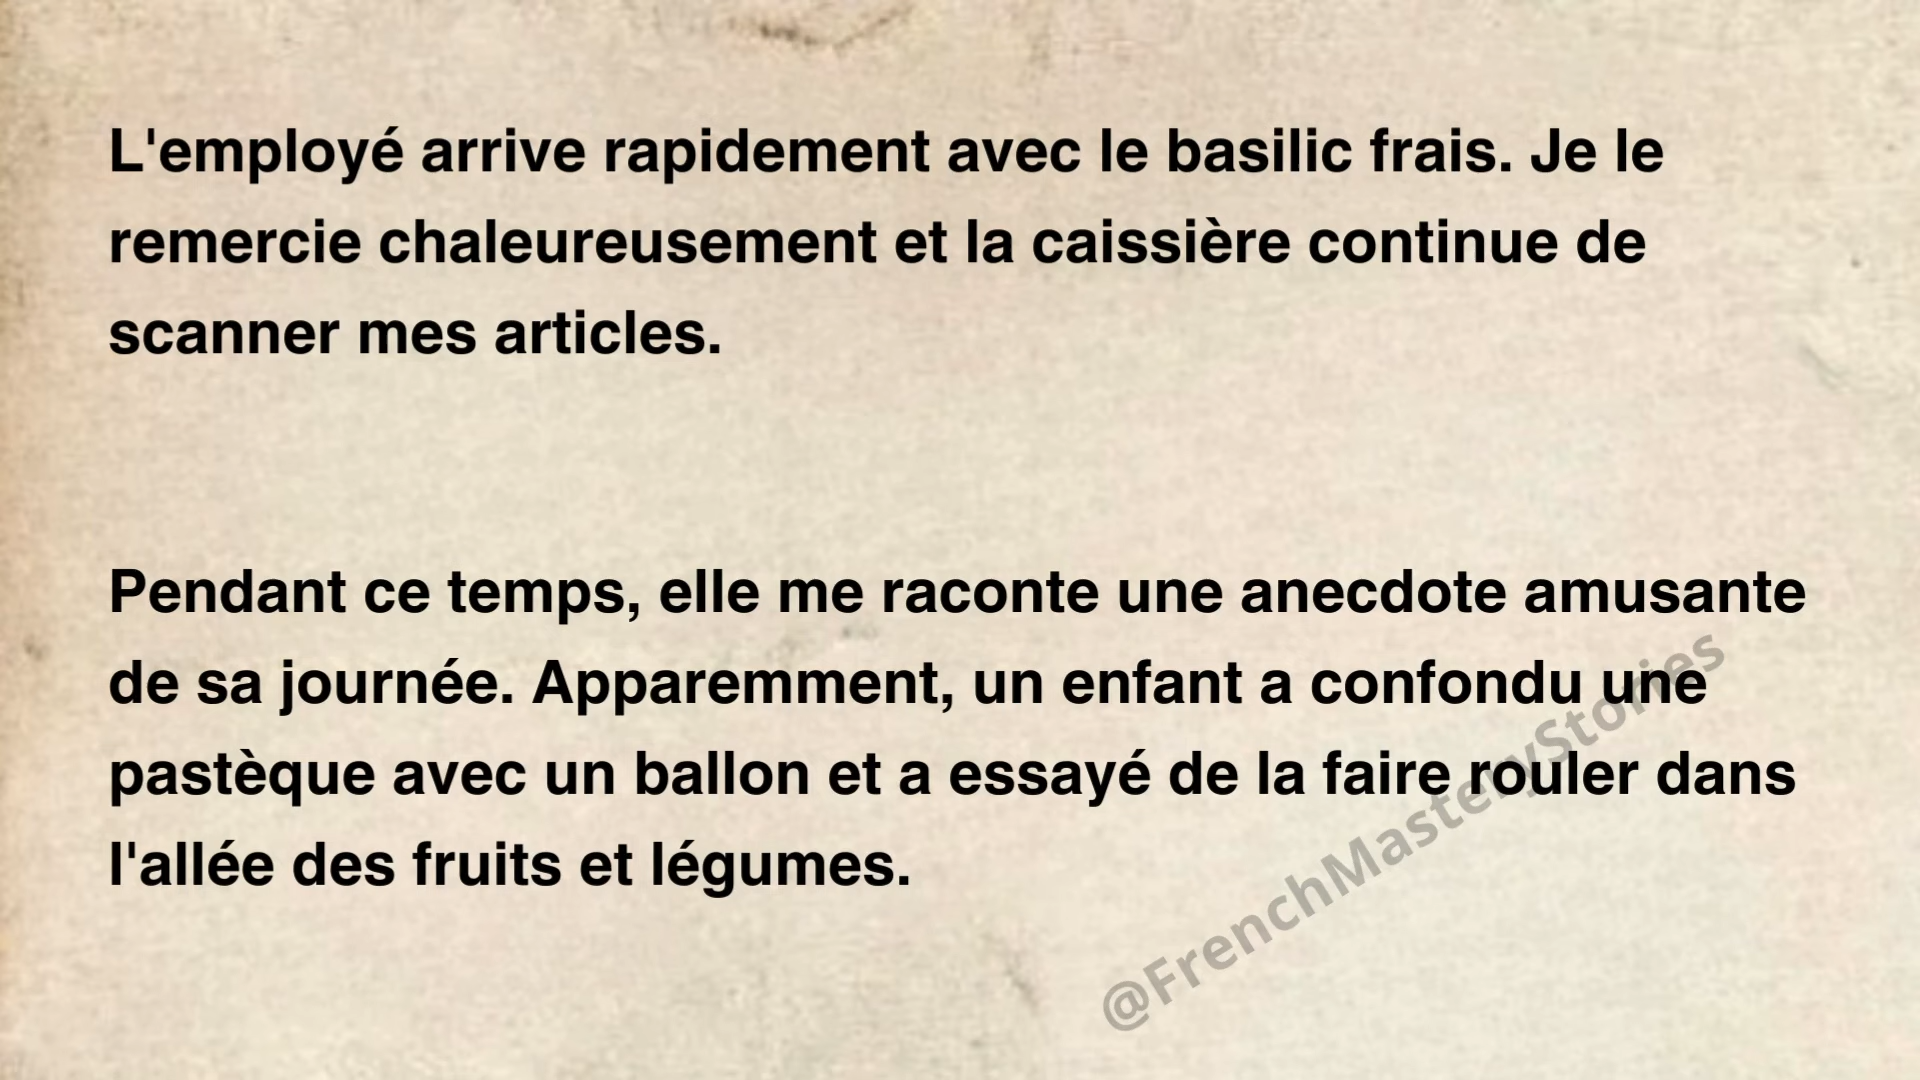 L'employé arrive rapidement avec le basilic frais. Je le
remercie chaleureusement et la caissière continue de
scanner mes articles.
Pendant ce temps, elle me raconte une anecdote amusante
de sa journée. Apparemment, un enfant a confondu une
pastèque avec un ballon et a essayé de la faire rouler dans
l'allée des fruits et légumes.
@FrenchMasteryStories